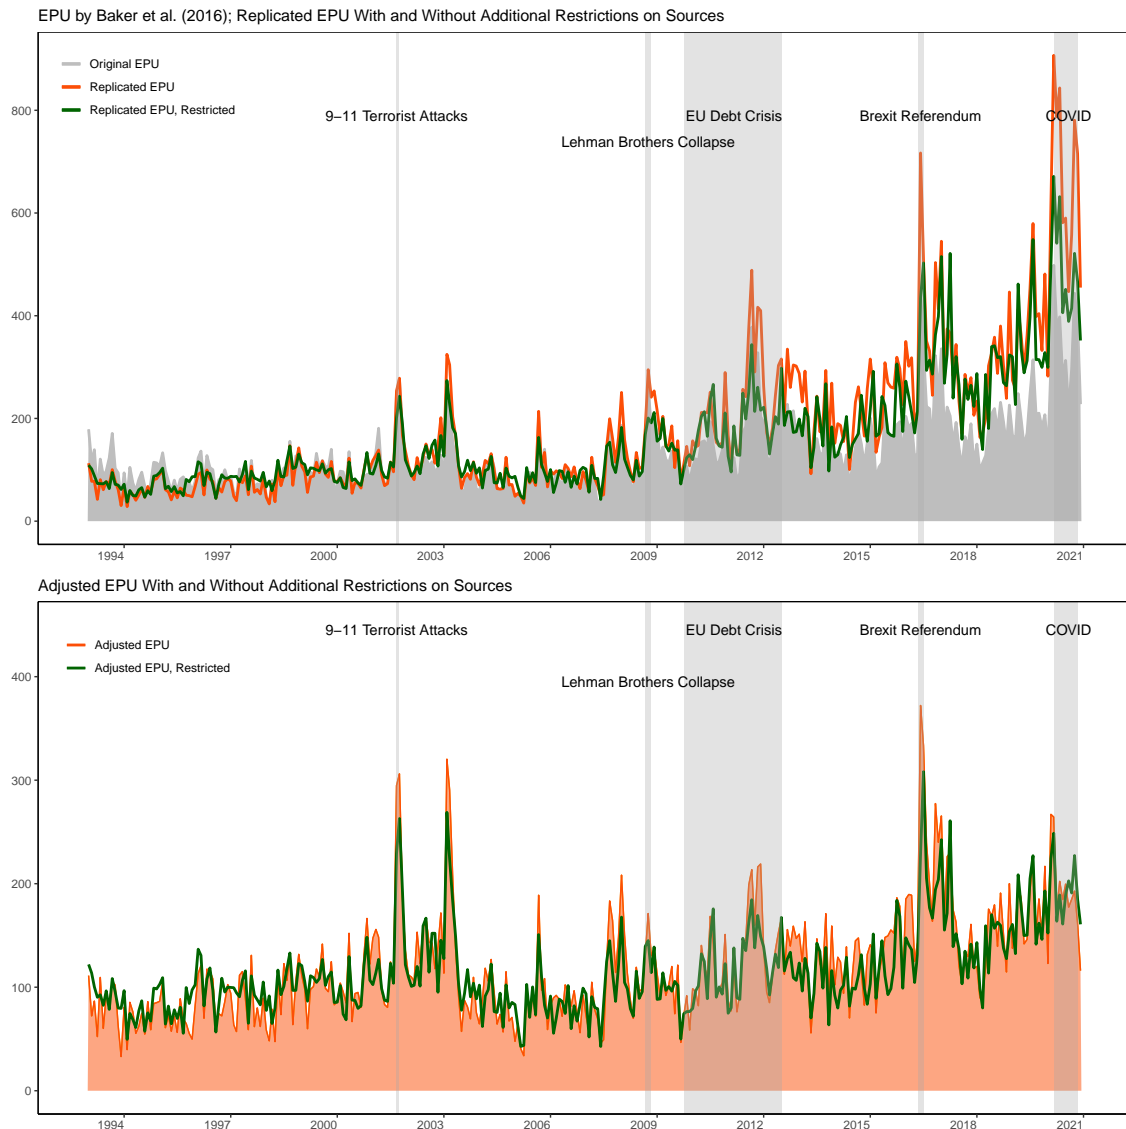 EPU by Baker et al. (2016); Replicated EPU With and Without Additional Restrictions on Sources
Original EPU
Replicated EPU
Replicated EPU, Restricted
9−11 Terrorist Attacks
EU Debt Crisis
Brexit Referendum
COVID
Lehman Brothers Collapse
800
600
400
200
0
1994 1997 2000 2003 2006 2009 2012 2015 2018 2021
Adjusted EPU With and Without Additional Restrictions on Sources
9−11 Terrorist Attacks
EU Debt Crisis
Brexit Referendum
COVID
Adjusted EPU
Adjusted EPU, Restricted
Lehman Brothers Collapse
400
300
200
100
0
1994 1997 2000 2003 2006 2009 2012 2015 2018 2021